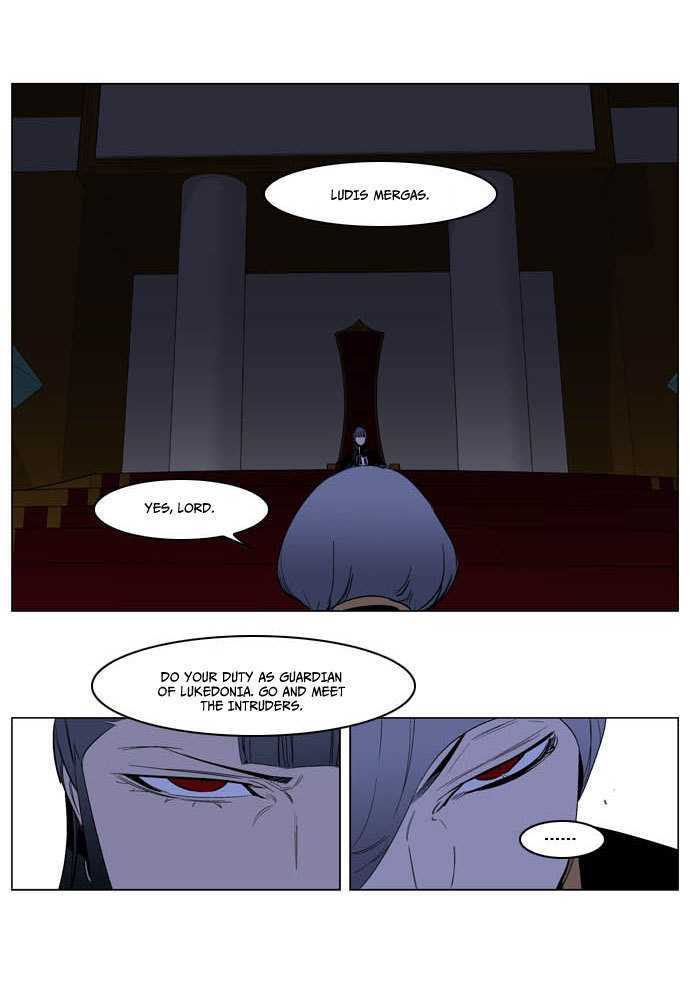 LUDIS MERGAS.
YES, LORD.
DO YOUR DUTY AS GUARDIAN
OF LUKEDONIA. GO AND MEET
THE INTRUDERS.
......